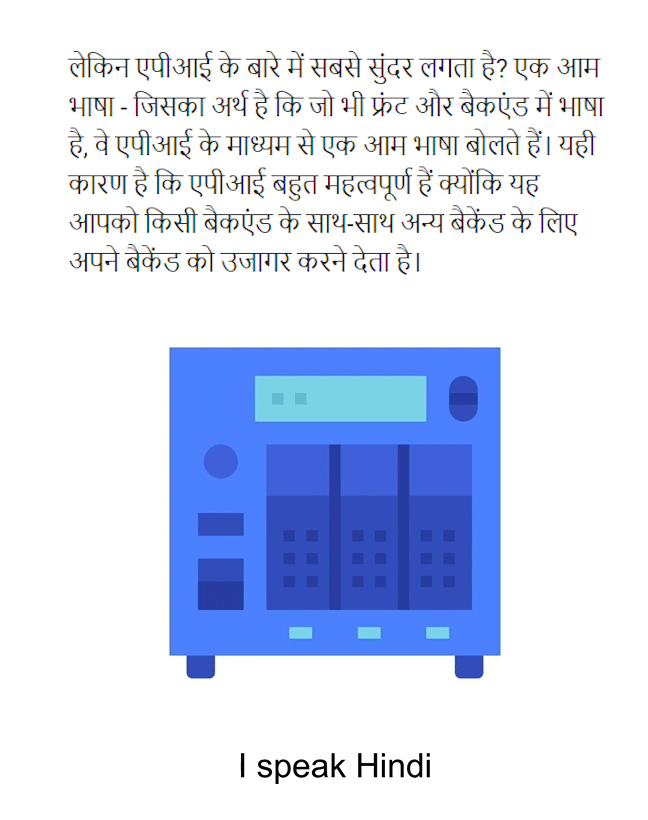 लेकिन एपीआई के बारे में सबसे सुंदर लगता है? एक आम
भाषा - जिसका अर्थ है कि जो भी फ्रंट और बैकएंड में भाषा
है, वे एपीआई के माध्यम से एक आम भाषा बोलते हैं। यही
कारण है कि एपीआई बहुत महत्वपूर्ण हैं क्योंकि यह
आपको किसी बैकएंड के साथ-साथ अन्य बैकेंड के लिए
अपने बैकेंड को उजागर करने देता है।
I speak Hindi